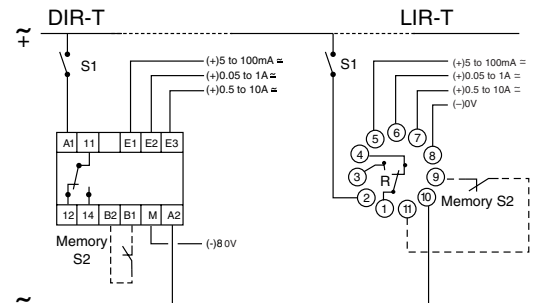 DIR-T
LIR-T
≂
+
S1
(+)5 to 100mA ≂
(+)0.05 to 1A ≂
(+)0.5 to 10A ≂
S1
(+)5 to 100mA =
(+)0.05 to 1A =
(+)0.5 to 10A =
(–)0V
A1 11 E1 E2 E3
12 14 B2 B1 M A2
Memory
S2
(-)80V
5 6 7 8
4
3
R
9
2
1
11
10
Memory S2
≂